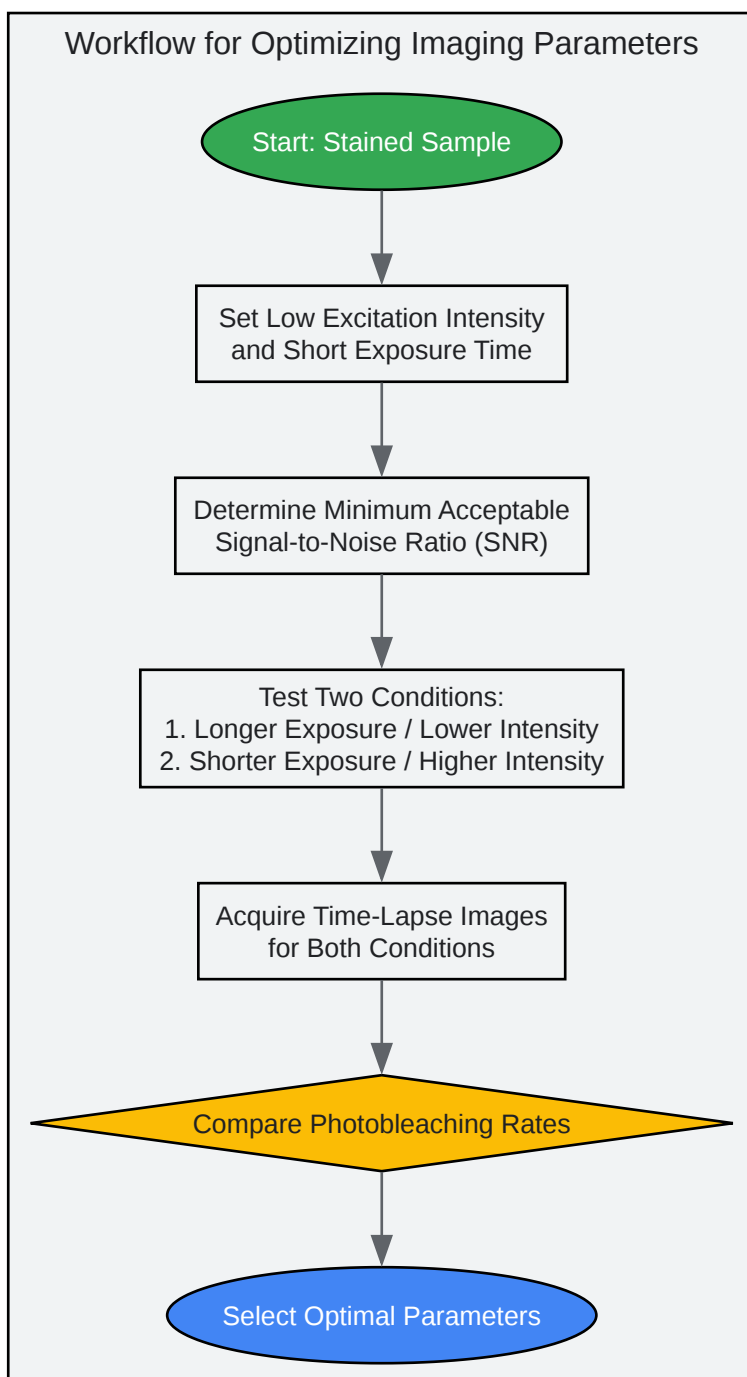 Workflow for Optimizing Imaging Parameters
Start: Stained Sample
Set Low Excitation Intensity
and Short Exposure Time
Determine Minimum Acceptable
Signal-to-Noise Ratio (SNR)
Test Two Conditions:
1. Longer Exposure / Lower Intensity
2. Shorter Exposure / Higher Intensity
Acquire Time-Lapse Images
for Both Conditions
Compare Photobleaching Rates
Select Optimal Parameters